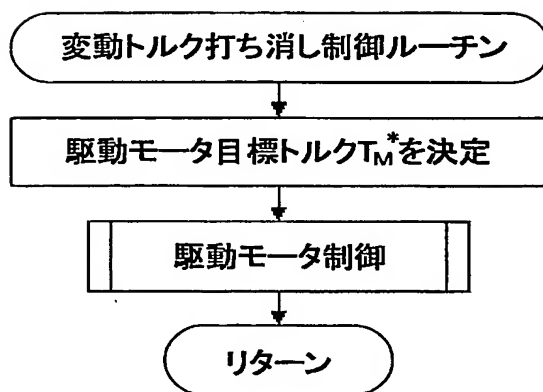 変動トルク打ち消し制御ルーチン
駆動モータ目標トルクTM*を決定
駆動モータ制御
リターン